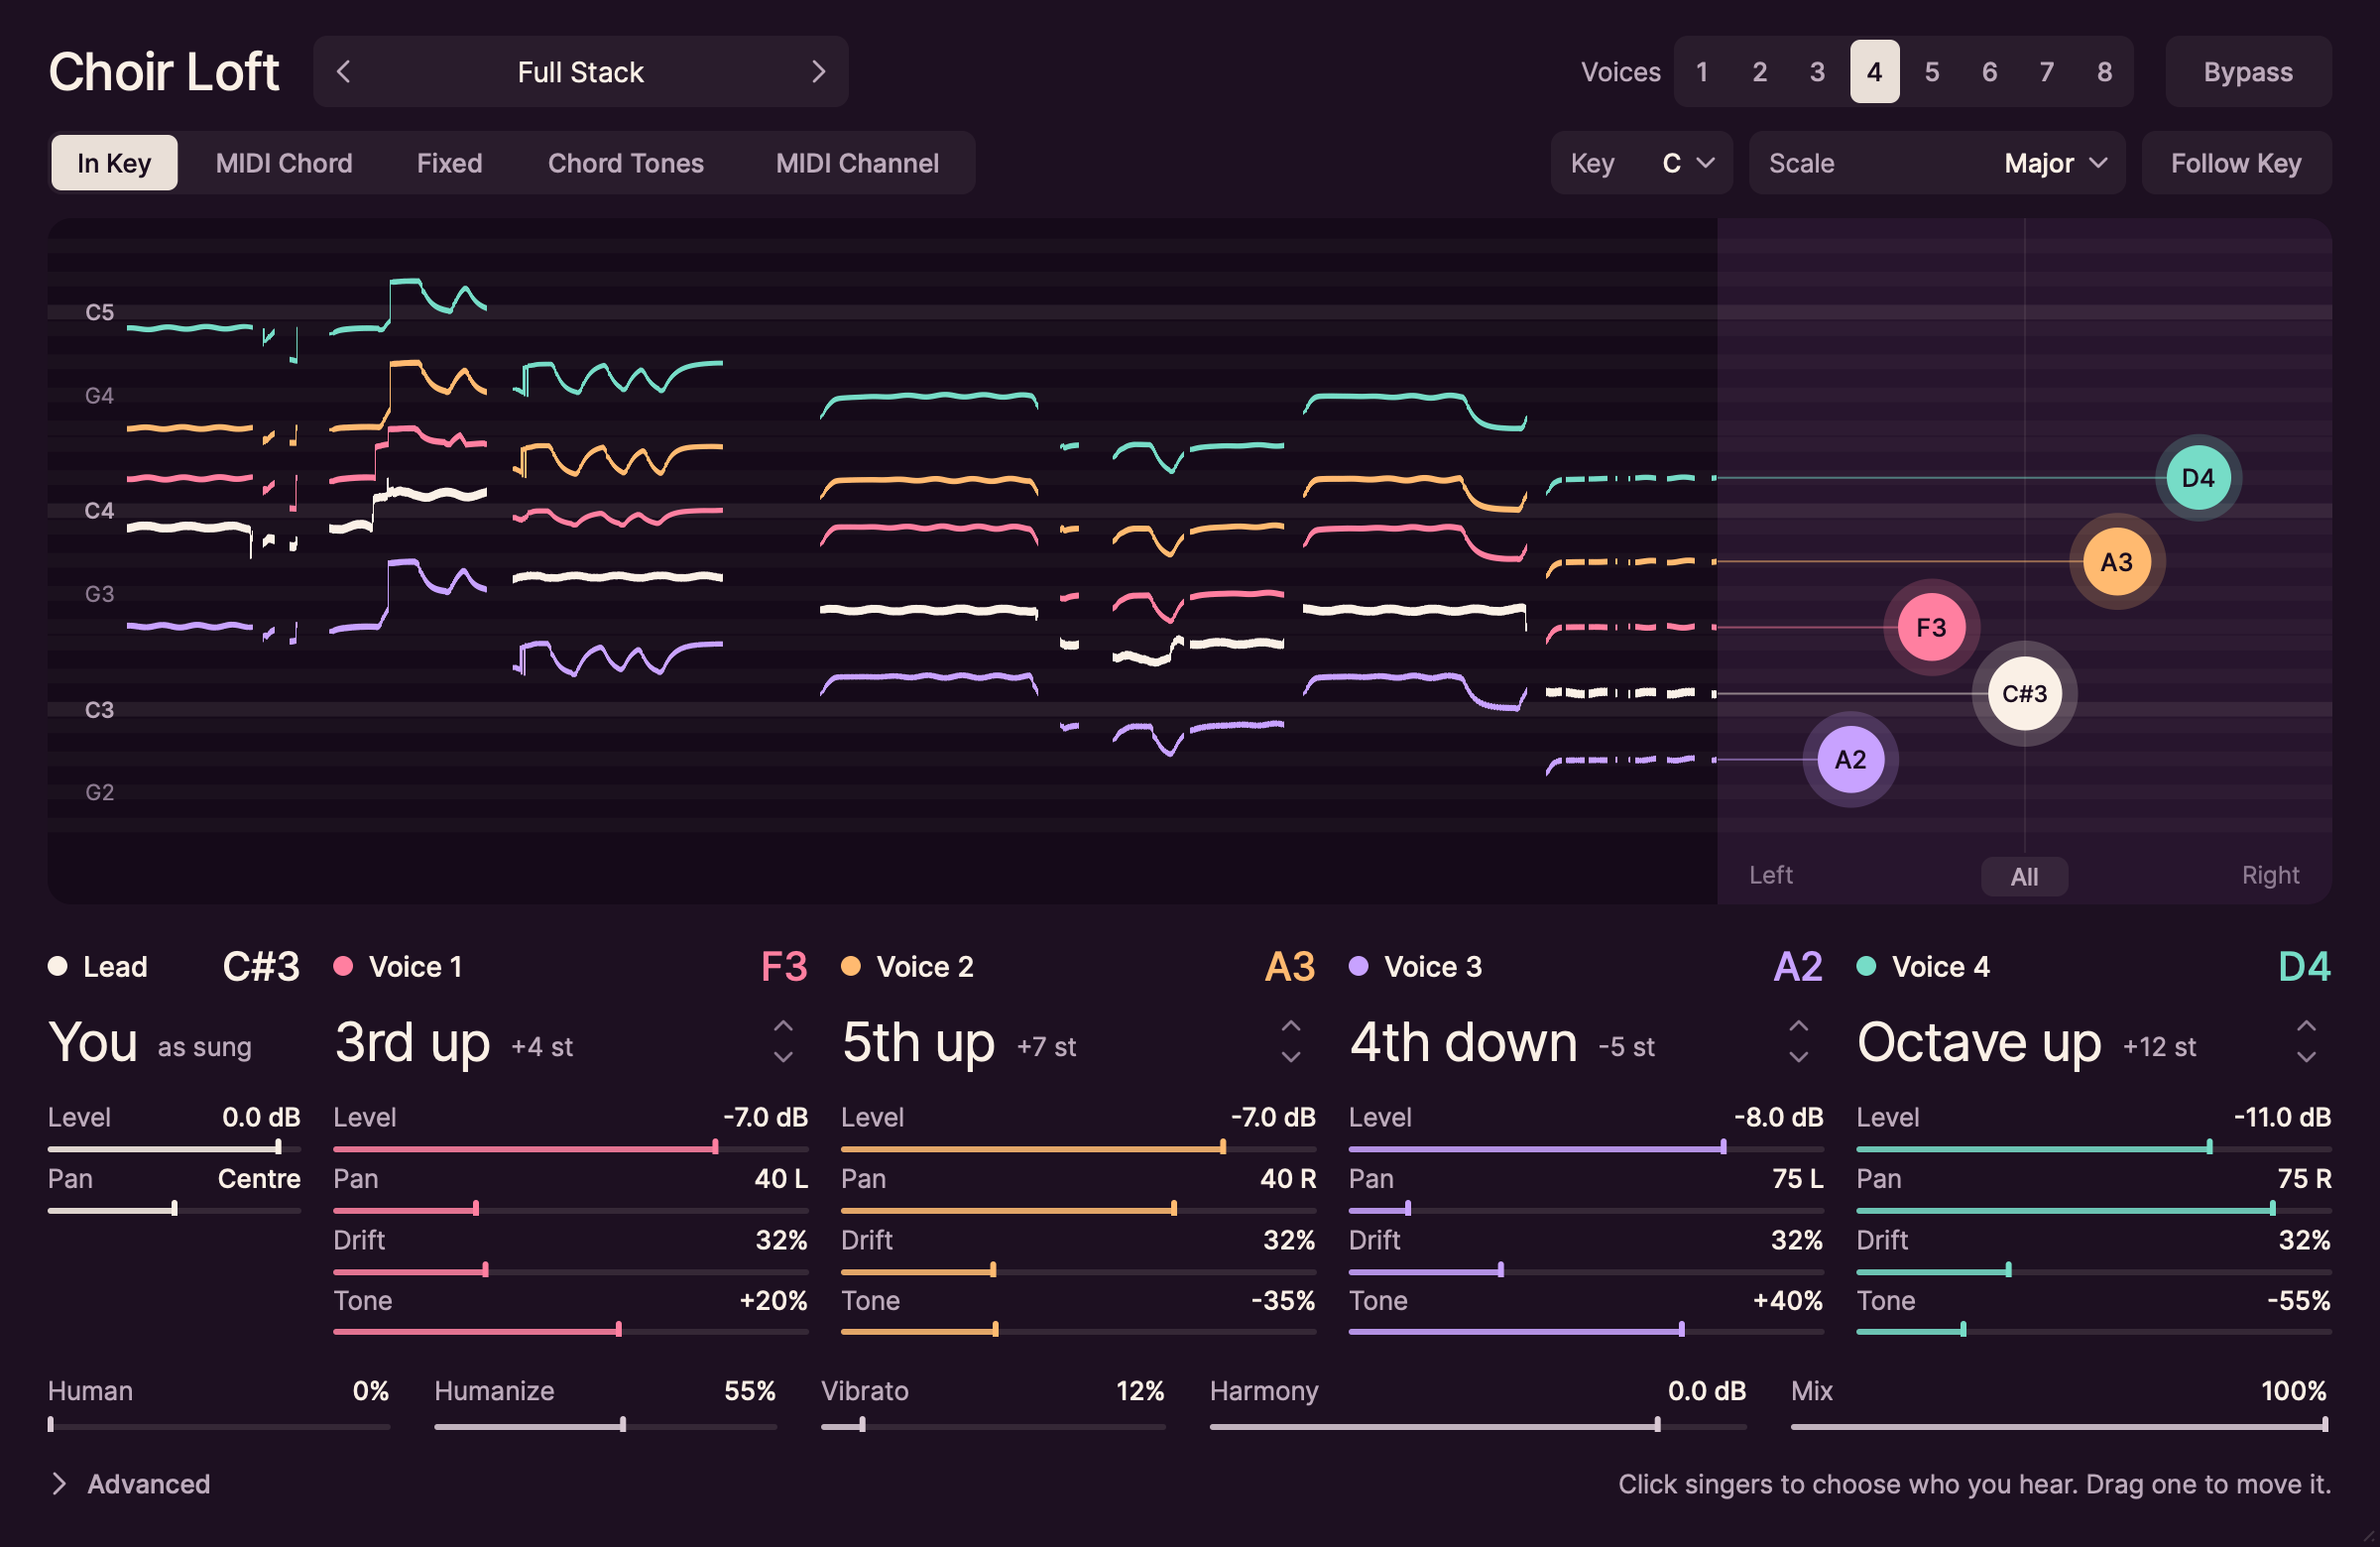 Choir Loft Full Stack Voices 1 2 3 4 5 6 7 8 Bypass
In Key MIDI Chord Fixed Chord Tones MIDI Channel Key C Scale Major Follow Key
C5
G4
C4
G3
C3
G2
D4
A3
F3
C#3
A2
Left All Right
Lead C#3 Voice 1 F3 Voice 2 A3 Voice 3 A2 Voice 4 D4
You as sung 3rd up +4 st 5th up +7 st 4th down -5 st Octave up +12 st
Level 0.0 dB Level -7.0 dB Level -7.0 dB Level -8.0 dB Level -11.0 dB
Pan Centre Pan 40 L Pan 40 R Pan 75 L Pan 75 R
Drift 32% Drift 32% Drift 32% Drift 32%
Tone +20% Tone -35% Tone +40% Tone -55%
Human 0% Humanize 55% Vibrato 12% Harmony 0.0 dB Mix 100%
Advanced Click singers to choose who you hear. Drag one to move it.